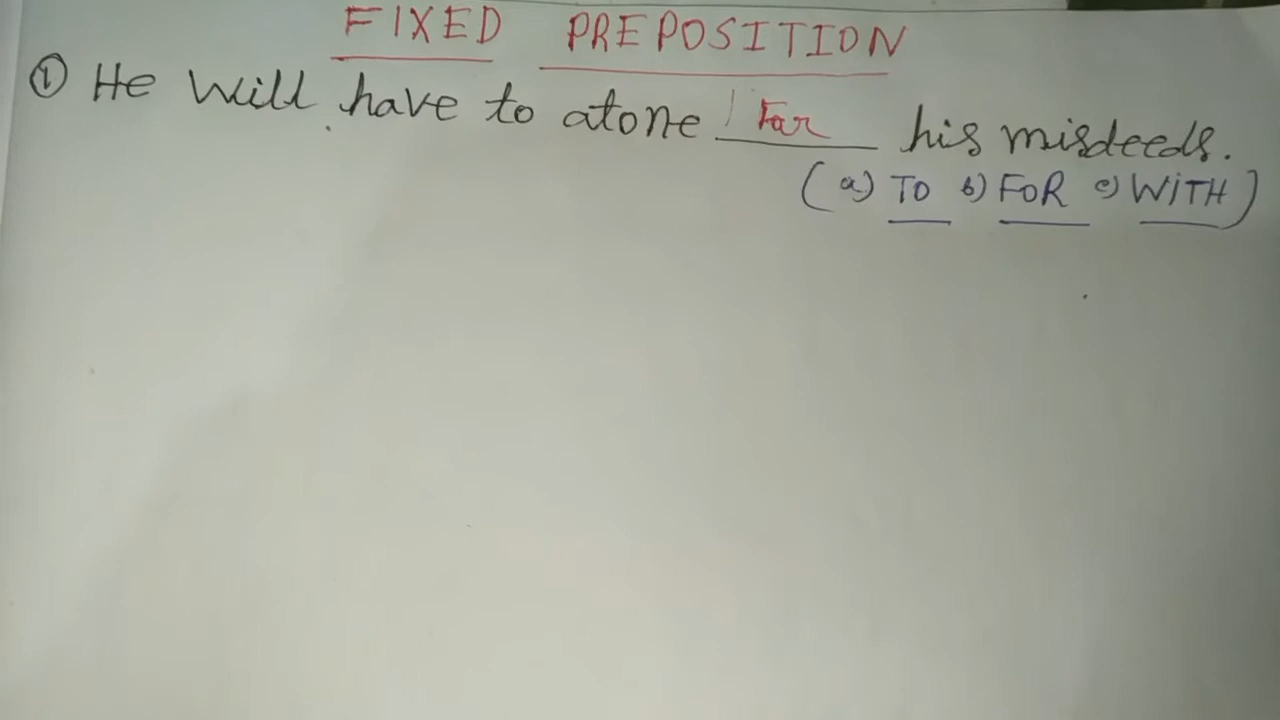 FIXED PREPOSITION
① He will have to atone For his misdeeds.
(a) TO b) FOR c) WITH)